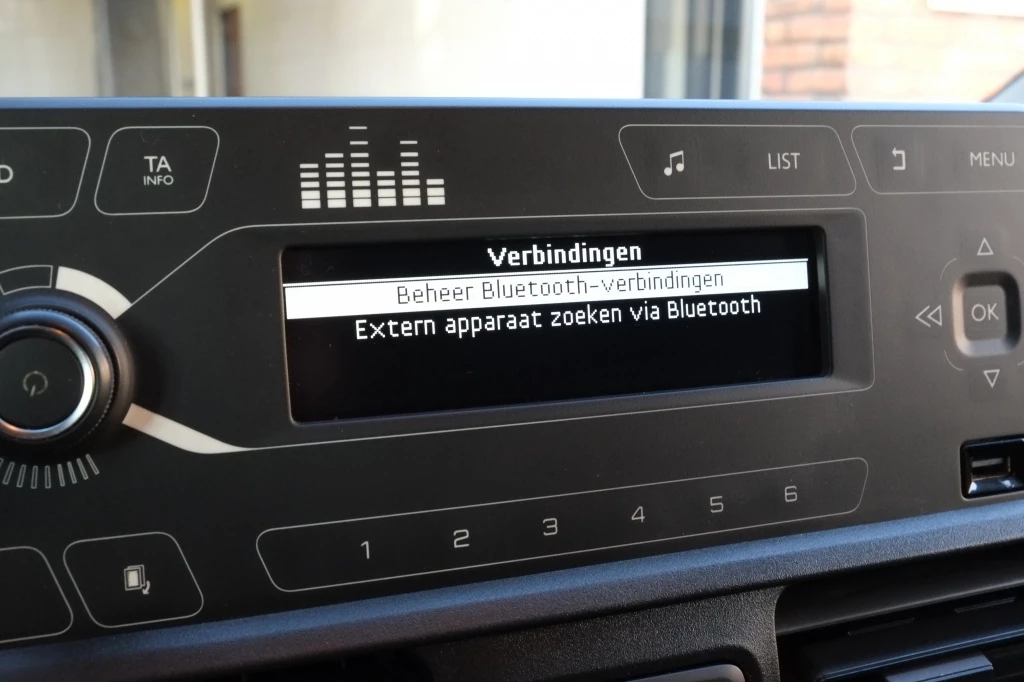 TA
INFO
LIST
MENU
Verbindingen
Beheer Bluetooth-verbindingen
Extern apparaat zoeken via Bluetooth
OK
1 2 3 4 5 6